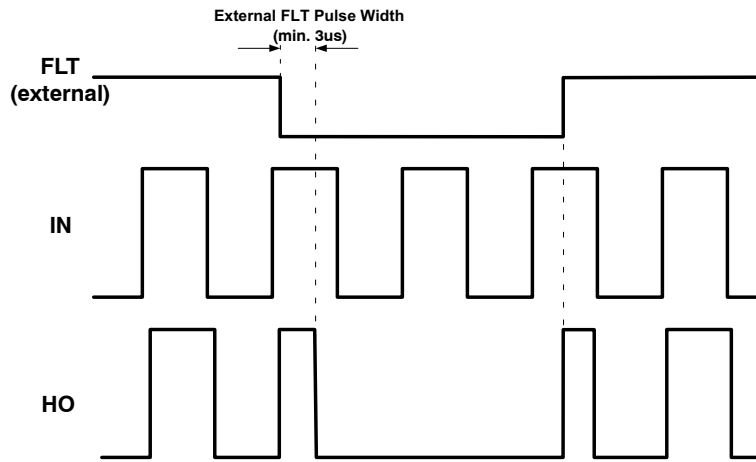 External FLT Pulse Width
(min. 3us)
FLT
(external)
IN
HO